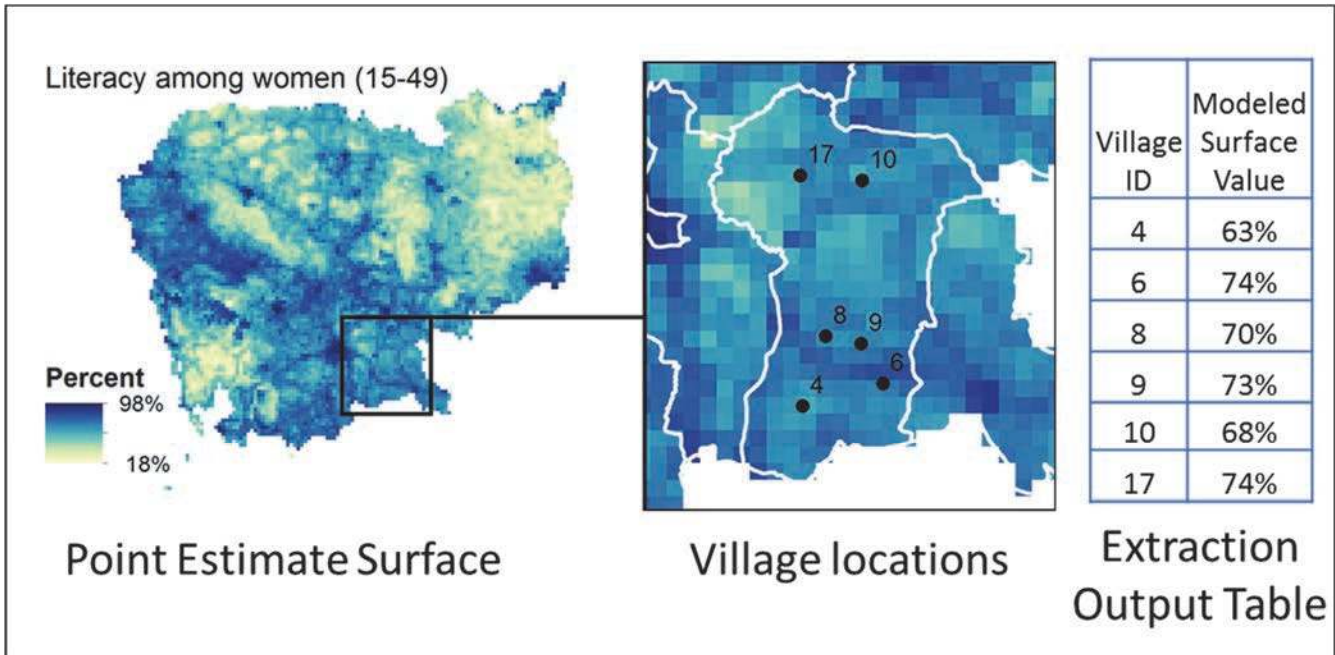 Literacy among women (15-49)
Percent
98%
18%
Point Estimate Surface
17
10
8
9
6
4
Village locations
Village
ID
Modeled
Surface
Value
4 63%
6 74%
8 70%
9 73%
10 68%
17 74%
Extraction
Output Table